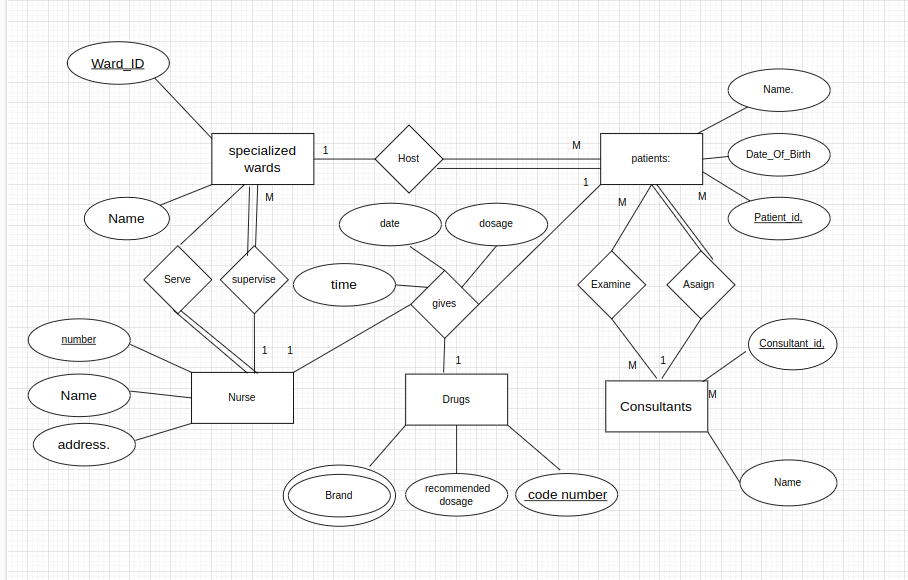 Ward_ID
Name.
1
M
specialized
wards
Host
patients:
Date_Of_Birth
1
M
M
M
Name
date
dosage
Patient_id,
Serve
supervise
time
gives
Examine
Asaign
number
Consultant_id,
1
1
1
M
1
Name
Nurse
Drugs
Consultants
M
address.
Brand
recommended
dosage
code number
Name